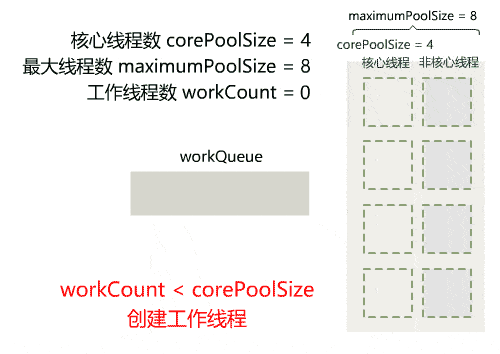 核心线程数 corePoolSize = 4
最大线程数 maximumPoolSize = 8
工作线程数 workCount = 0
maximumPoolSize = 8
corePoolSize = 4
核心线程 非核心线程
workQueue
workCount < corePoolSize
创建工作线程